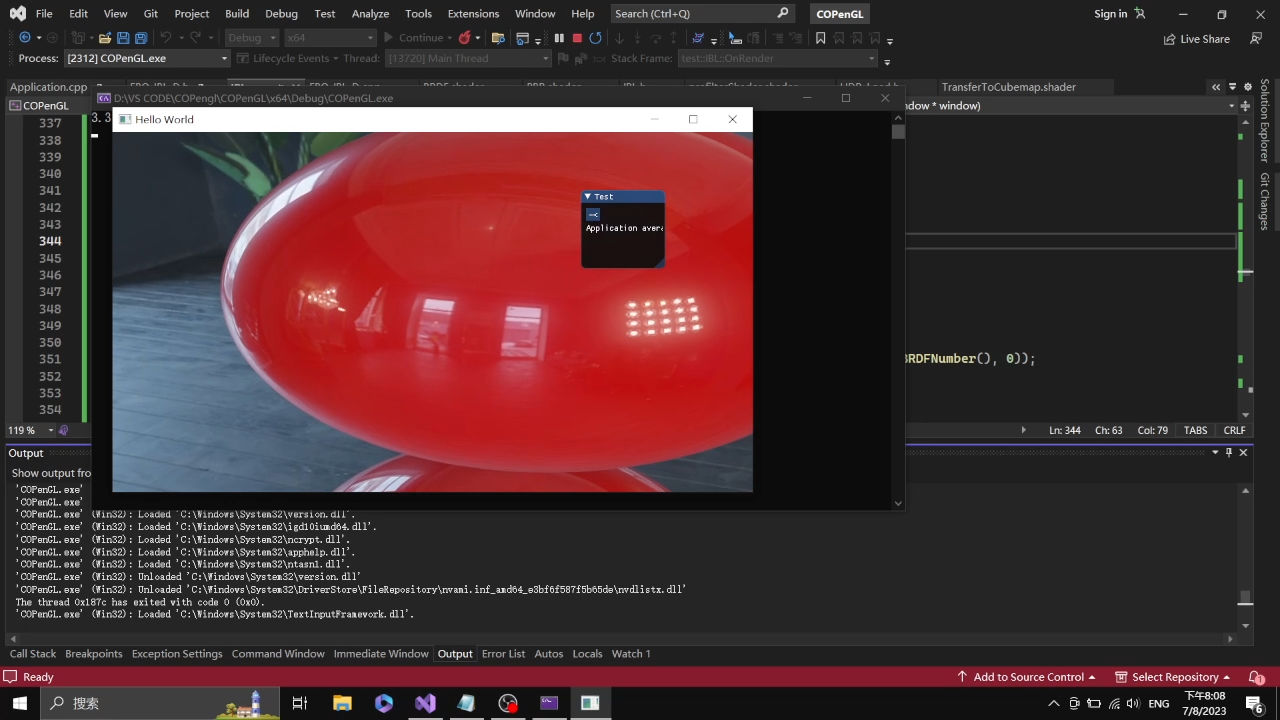 File Edit View Git Project Build Debug Test Analyze Tools Extensions Window Help Search (Ctrl+Q) COPenGL Sign in
Debug x64 Continue Live Share
Process: [2312] COPenGL.exe Lifecycle Events Thread: [13720] Main Thread Stack Frame: test::IBL::OnRender
Application.cpp TransferToCubemap.shader
COPenGL D:\VS CODE\COPengl\COPenGL\x64\Debug\COPenGL.exe ndow * window)
337 3.3
Hello World
338
339
340
341
342
343
344
345
346
347
348
349
350
351 BRDFNumber(), 0));
352
353
354
Test
Application avera
119 % Ln: 344 Ch: 63 Col: 79 TABS CRLF
Output
Show output fro
'COPenGL.exe'
'COPenGL.exe'
'COPenGL.exe' (Win32): Loaded 'C:\Windows\System32\version.dll'.
'COPenGL.exe' (Win32): Loaded 'C:\Windows\System32\igd10iumd64.dll'.
'COPenGL.exe' (Win32): Loaded 'C:\Windows\System32\ncrypt.dll'.
'COPenGL.exe' (Win32): Loaded 'C:\Windows\System32\apphelp.dll'.
'COPenGL.exe' (Win32): Loaded 'C:\Windows\System32\ntasn1.dll'.
'COPenGL.exe' (Win32): Unloaded 'C:\Windows\System32\version.dll'
'COPenGL.exe' (Win32): Unloaded 'C:\Windows\System32\DriverStore\FileRepository\nvami.inf_amd64_e3bf6f587f5b65de\nvdlistx.dll'
The thread 0x187c has exited with code 0 (0x0).
'COPenGL.exe' (Win32): Loaded 'C:\Windows\System32\TextInputFramework.dll'.
Call Stack Breakpoints Exception Settings Command Window Immediate Window Output Error List Autos Locals Watch 1
Solution Explorer
Git Changes
Ready Add to Source Control Select Repository 1
搜索 ENG 下午8:08
7/8/2023 6